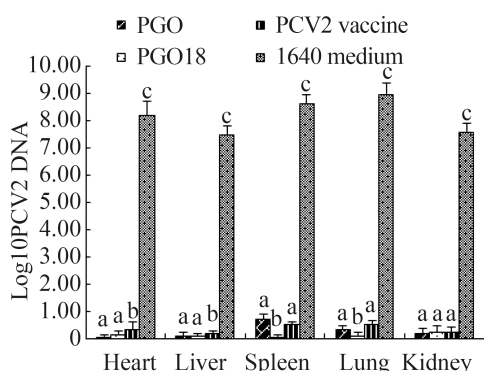 PGO PCV2 vaccine
PGO18 1640 medium
Log10PCV2 DNA
10.00
9.00
8.00
7.00
6.00
5.00
4.00
3.00
2.00
1.00
0
a a b c
a a b c
a b a c
a b a c
a a a c
Heart Liver Spleen Lung Kidney